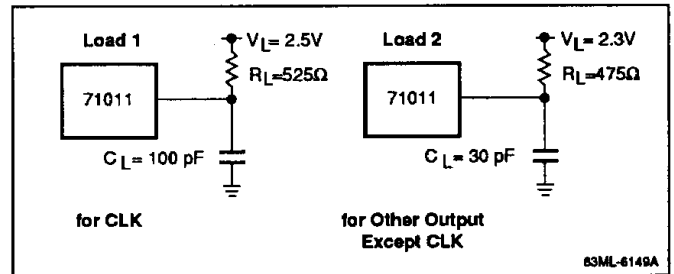 Load 1
V_L= 2.5V
R_L=525Ω
71011
C_L= 100 pF
for CLK
Load 2
V_L= 2.3V
R_L=475Ω
71011
C_L= 30 pF
for Other Output
Except CLK
83ML-6149A